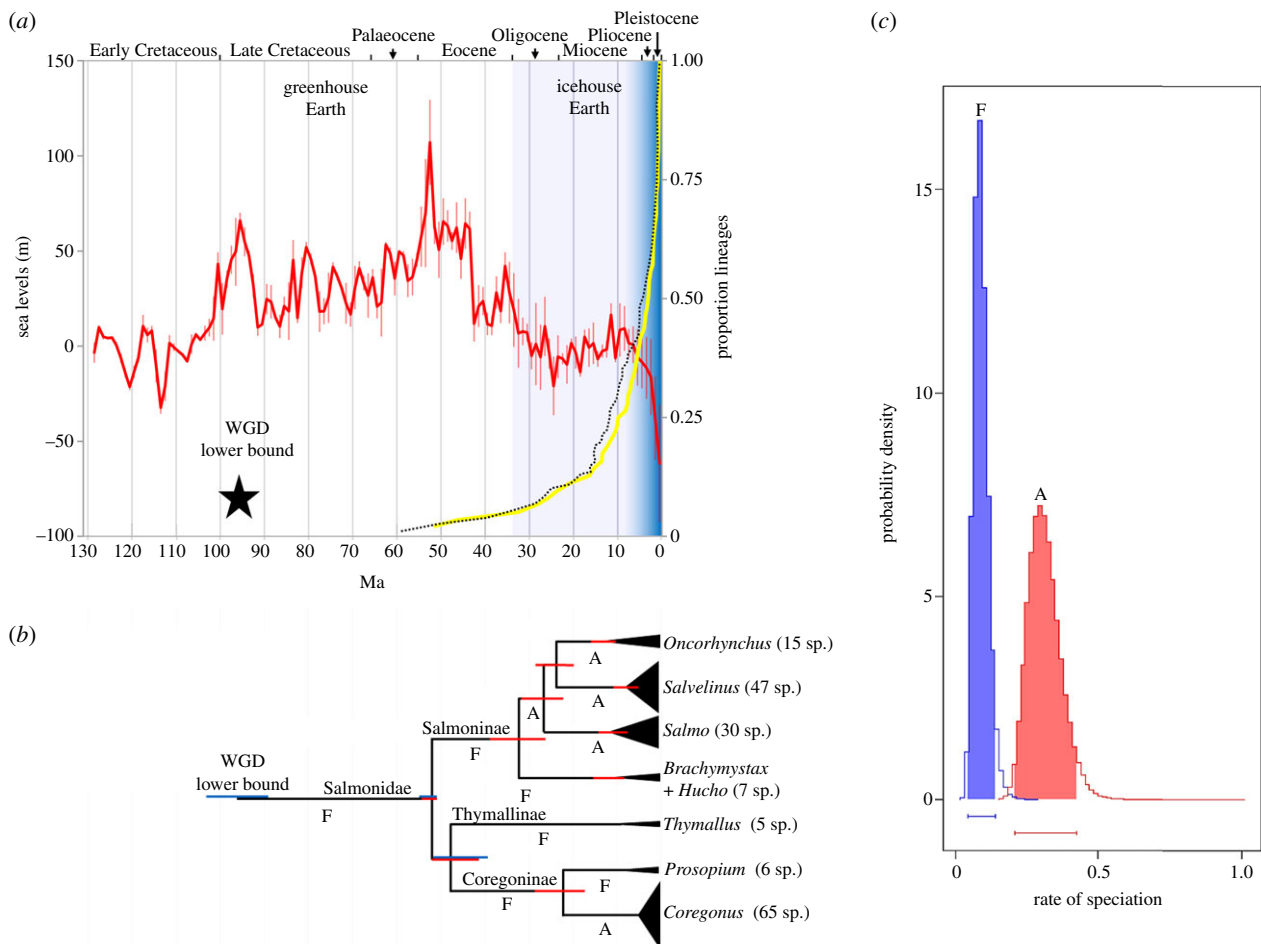 (a)
Pleistocene
Palaeocene Oligocene Pliocene
Early Cretaceous Late Cretaceous Eocene Miocene
150 1.00
greenhouse Earth
icehouse Earth
100 0.75
50 0.50
0 0.25
−50 0
−100
sea levels (m)
proportion lineages
WGD
lower bound
130 120 110 100 90 80 70 60 50 40 30 20 10 0
Ma
(b)
Oncorhynchus (15 sp.)
A
Salvelinus (47 sp.)
A
A
Salmoninae
F
Salmo (30 sp.)
A
WGD
lower bound
Salmonidae
F
Brachymystax
+ Hucho (7 sp.)
F
Thymallinae
F
Thymallus (5 sp.)
Coregoninae
F
Prosopium (6 sp.)
F
Coregonus (65 sp.)
A
(c)
F
A
15
10
5
0
probability density
0 0.5 1.0
rate of speciation